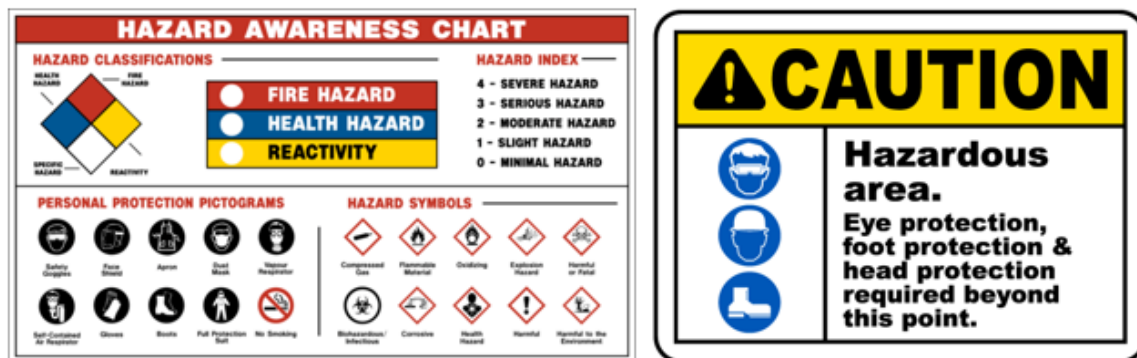 HAZARD AWARENESS CHART
HAZARD CLASSIFICATIONS
HEALTH HAZARD
FIRE HAZARD
SPECIFIC HAZARD
REACTIVITY
FIRE HAZARD
HEALTH HAZARD
REACTIVITY
HAZARD INDEX
4 - SEVERE HAZARD
3 - SERIOUS HAZARD
2 - MODERATE HAZARD
1 - SLIGHT HAZARD
0 - MINIMAL HAZARD
PERSONAL PROTECTION PICTOGRAMS
Safety Goggles
Face Shield
Apron
Dust Mask
Vapour Respirator
Self-Contained Air Respirator
Gloves
Boots
Full Protection Suit
No Smoking
HAZARD SYMBOLS
Compressed Gas
Flammable Material
Oxidizing
Explosion Hazard
Harmful or Fatal
Biohazardous/ Infectious
Corrosive
Health Hazard
Harmful
Harmful to the Environment
CAUTION
Hazardous
area.
Eye protection,
foot protection &
head protection
required beyond
this point.